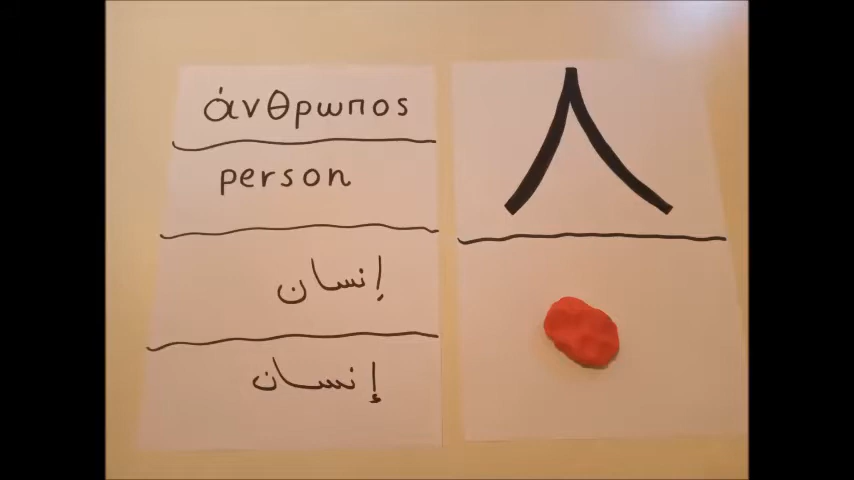 άνθρωπος
person
إنسان
إنسان
人